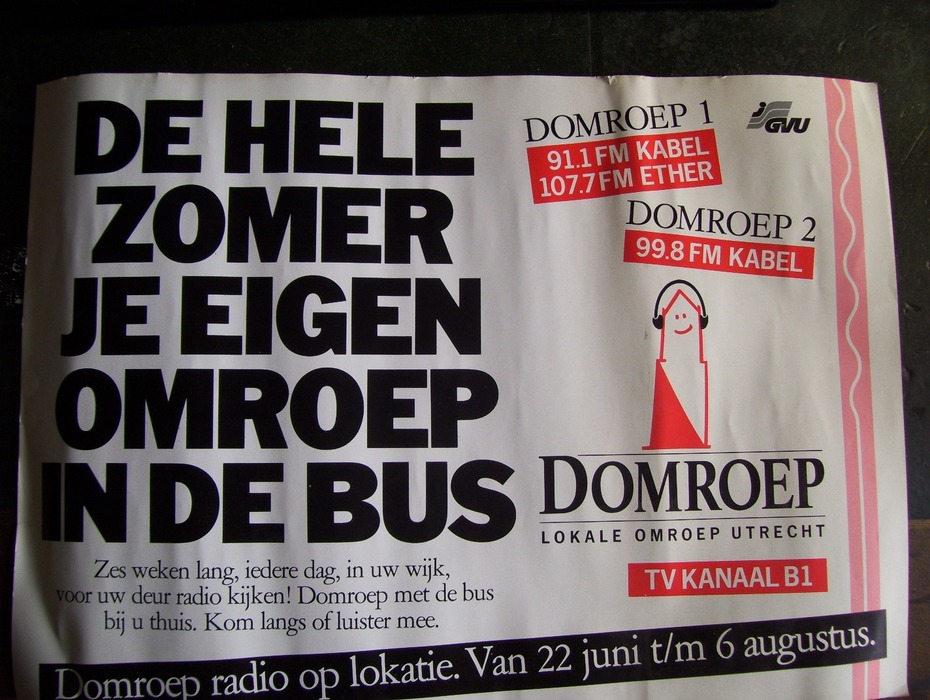 DE HELE
ZOMER
JE EIGEN
OMROEP
IN DE BUS
Zes weken lang, iedere dag, in uw wijk,
voor uw deur radio kijken! Domroep met de bus
bij u thuis. Kom langs of luister mee.
DOMROEP 1
91.1 FM KABEL
107.7 FM ETHER
GVU
DOMROEP 2
99.8 FM KABEL
DOMROEP
LOKALE OMROEP UTRECHT
TV KANAAL B1
Domroep radio op lokatie. Van 22 juni t/m 6 augustus.